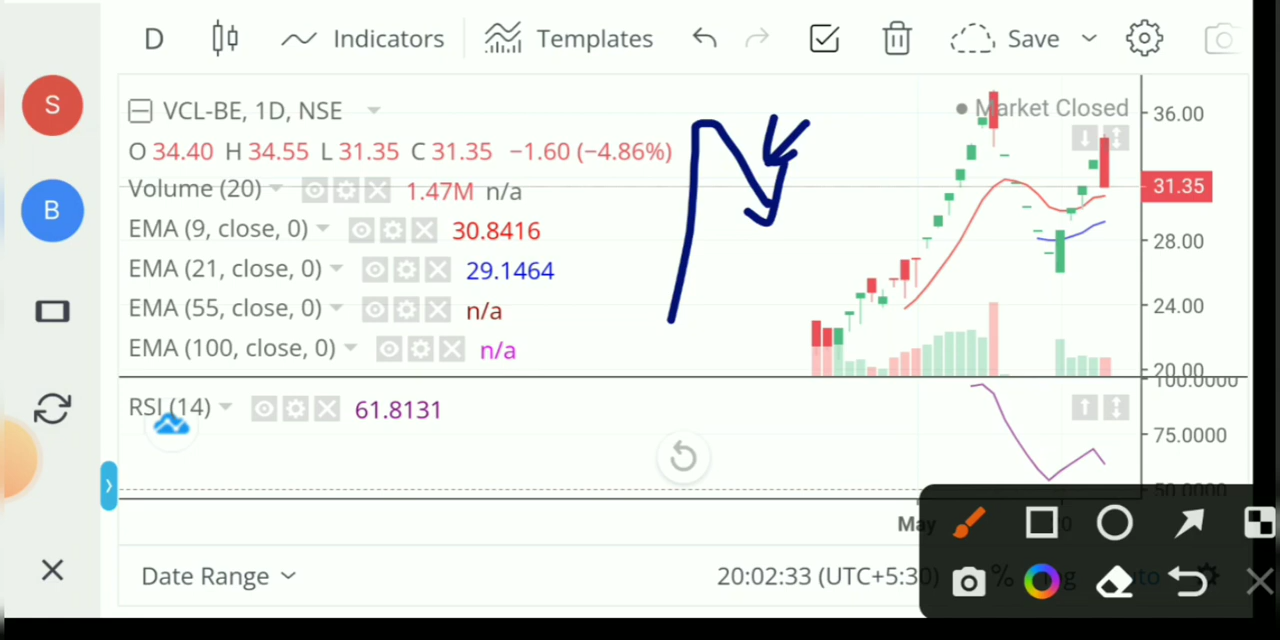 D Indicators Templates Save
S
B
VCL-BE, 1D, NSE
Market Closed
O 34.40 H 34.55 L 31.35 C 31.35 −1.60 (−4.86%)
Volume (20) 1.47M n/a
EMA (9, close, 0) 30.8416
EMA (21, close, 0) 29.1464
EMA (55, close, 0) n/a
EMA (100, close, 0) n/a
36.00
31.35
28.00
24.00
20.00
RSI (14) 61.8131
100.0000
75.0000
50.0000
May
Date Range 20:02:33 (UTC+5:30) %